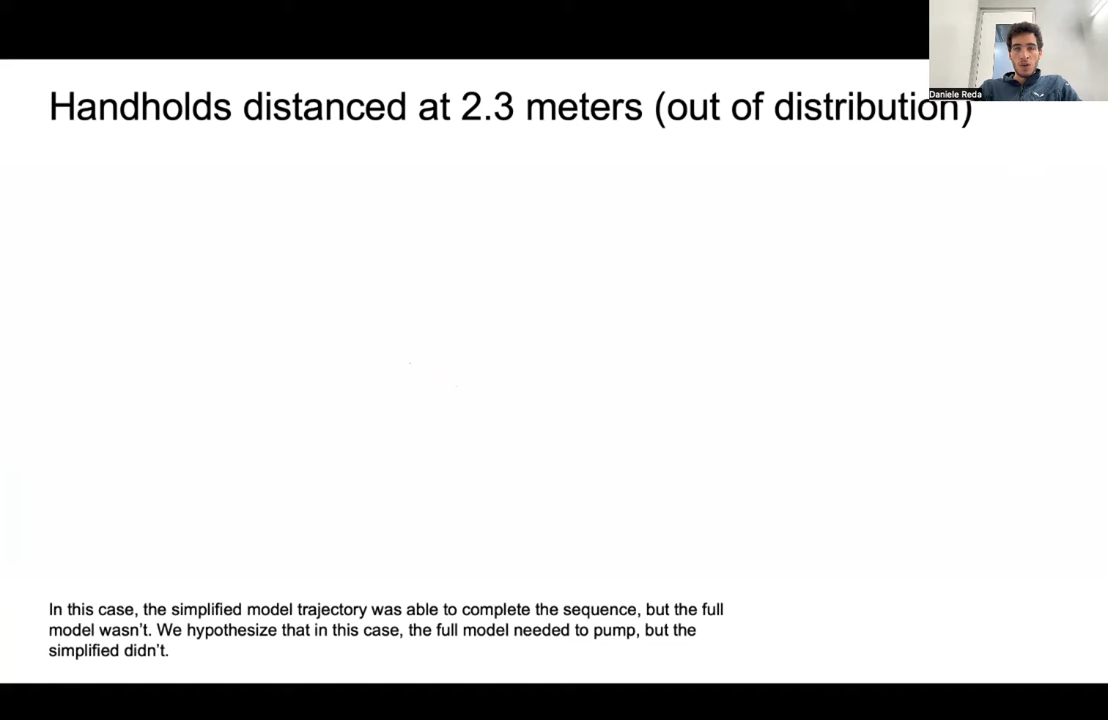 Handholds distanced at 2.3 meters (out of distribution)
Daniele Reda
In this case, the simplified model trajectory was able to complete the sequence, but the full
model wasn't. We hypothesize that in this case, the full model needed to pump, but the
simplified didn't.